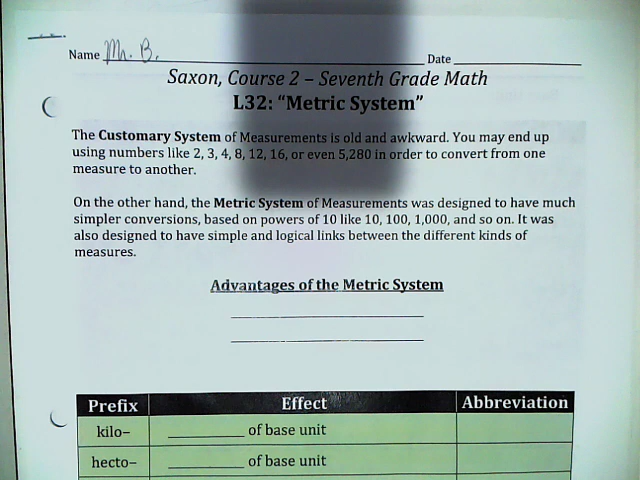 Name Mr. B. Date
Saxon, Course 2 – Seventh Grade Math
L32: “Metric System”
The Customary System of Measurements is old and awkward. You may end up
using numbers like 2, 3, 4, 8, 12, 16, or even 5,280 in order to convert from one
measure to another.
On the other hand, the Metric System of Measurements was designed to have much
simpler conversions, based on powers of 10 like 10, 100, 1,000, and so on. It was
also designed to have simple and logical links between the different kinds of
measures.
Advantages of the Metric System
Prefix Effect Abbreviation
kilo– ___________ of base unit
hecto– ___________ of base unit